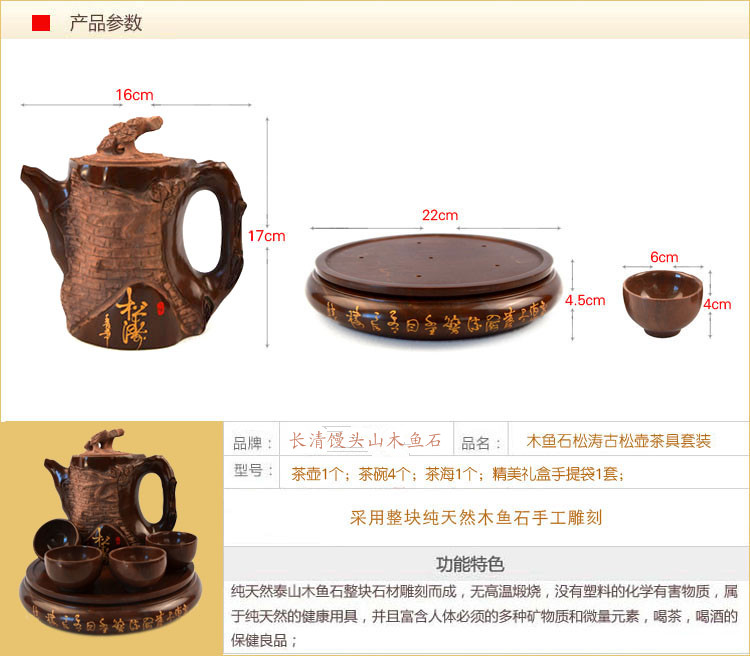 产品参数
16cm
17cm
22cm
4.5cm
6cm
4cm
松涛
品牌： 长清馒头山木鱼石 品名： 木鱼石松涛古松壶茶具套装
型号： 茶壶1个；茶碗4个；茶海1个；精美礼盒手提袋1套；
采用整块纯天然木鱼石手工雕刻
功能特色
纯天然泰山木鱼石整块石材雕刻而成，无高温煅烧，没有塑料的化学有害物质，属
于纯天然的健康用具，并且富含人体必须的多种矿物质和微量元素，喝茶，喝酒的
保健良品；